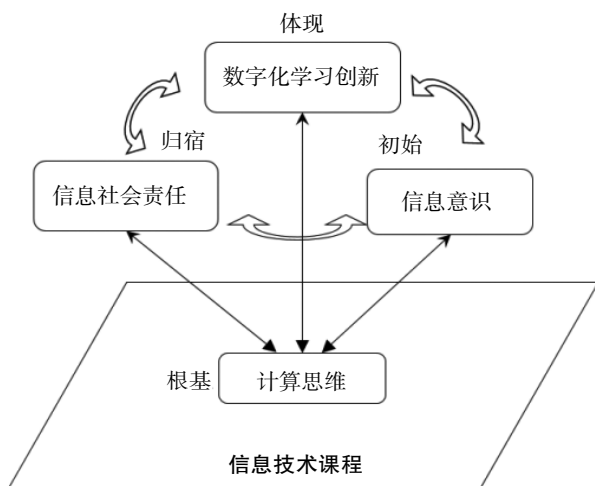 体现
数字化学习创新
归宿
初始
信息社会责任
信息意识
根基
计算思维
信息技术课程